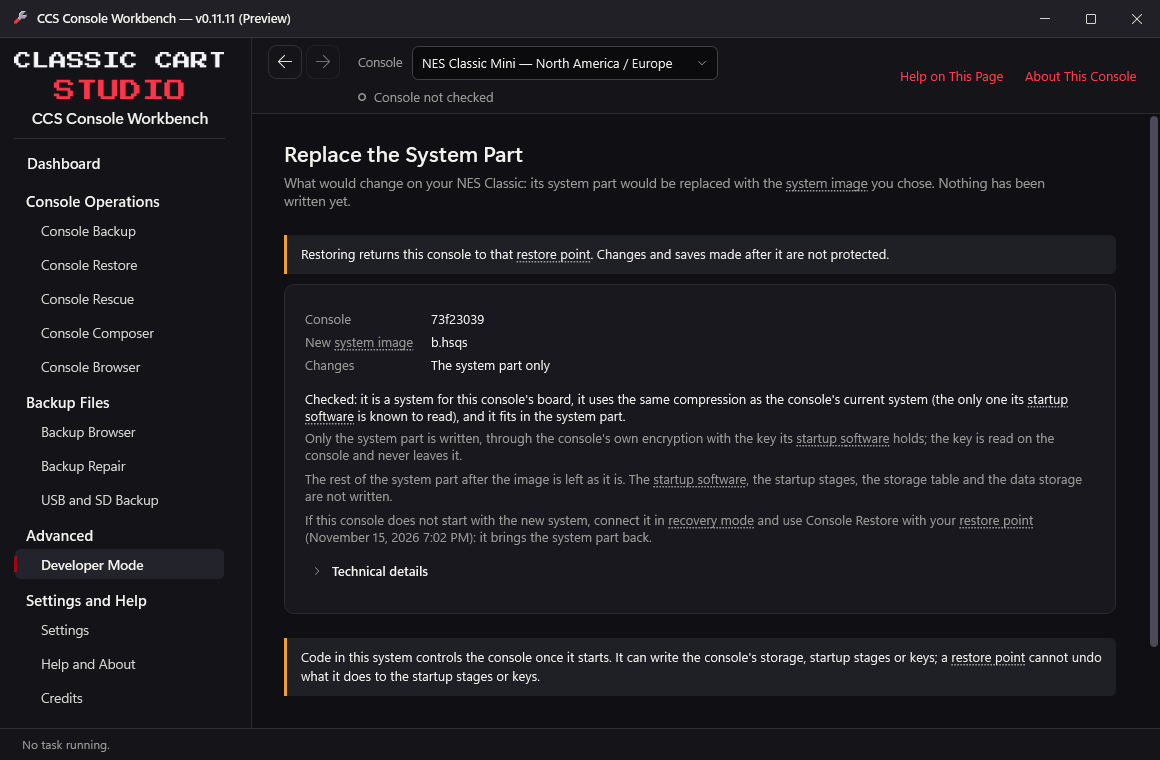 CCS Console Workbench — v0.11.11 (Preview)
CLASSIC CART
STUDIO
CCS Console Workbench
Dashboard
Console Operations
Console Backup
Console Restore
Console Rescue
Console Composer
Console Browser
Backup Files
Backup Browser
Backup Repair
USB and SD Backup
Advanced
Developer Mode
Settings and Help
Settings
Help and About
Credits
Console
NES Classic Mini — North America / Europe
Console not checked
Help on This Page
About This Console
Replace the System Part
What would change on your NES Classic: its system part would be replaced with the system image you chose. Nothing has been
written yet.
Restoring returns this console to that restore point. Changes and saves made after it are not protected.
Console 73f23039
New system image b.hsqs
Changes The system part only
Checked: it is a system for this console's board, it uses the same compression as the console's current system (the only one its startup
software is known to read), and it fits in the system part.
Only the system part is written, through the console's own encryption with the key its startup software holds; the key is read on the
console and never leaves it.
The rest of the system part after the image is left as it is. The startup software, the startup stages, the storage table and the data storage
are not written.
If this console does not start with the new system, connect it in recovery mode and use Console Restore with your restore point
(November 15, 2026 7:02 PM): it brings the system part back.
Technical details
Code in this system controls the console once it starts. It can write the console's storage, startup stages or keys; a restore point cannot undo
what it does to the startup stages or keys.
No task running.